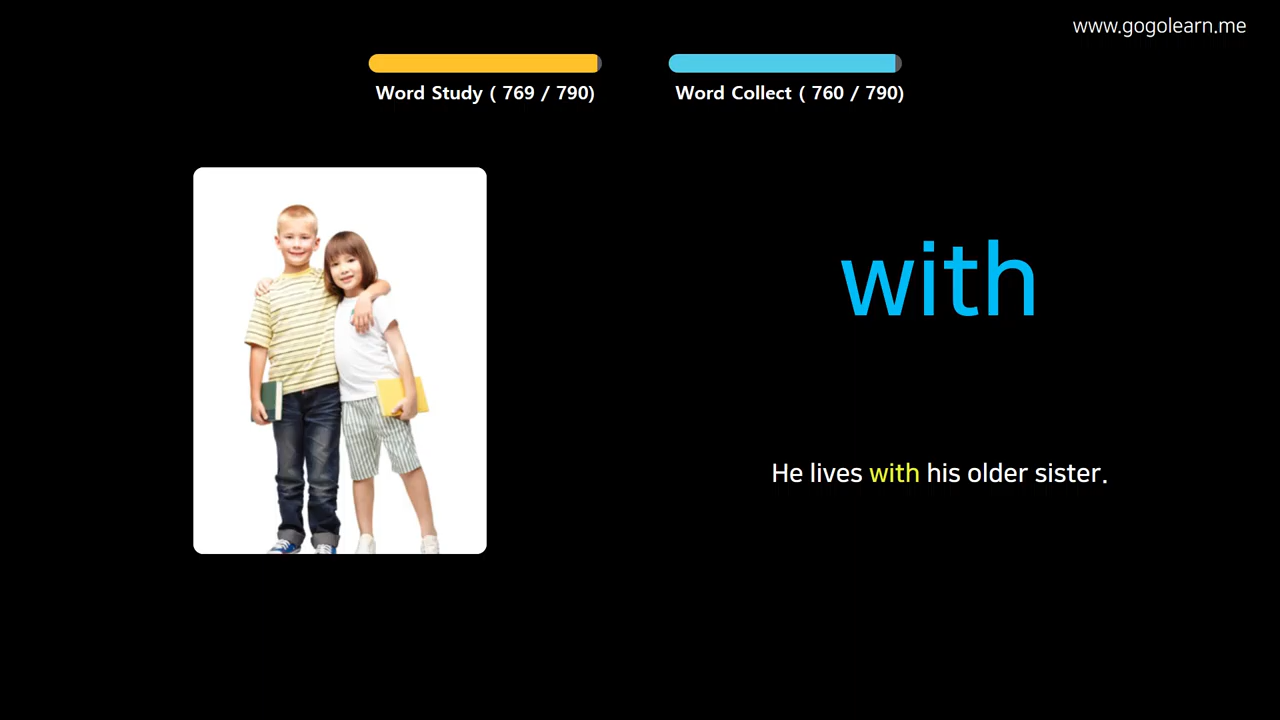 www.gogolearn.me
Word Study ( 769 / 790)
Word Collect ( 760 / 790)
with
He lives with his older sister.